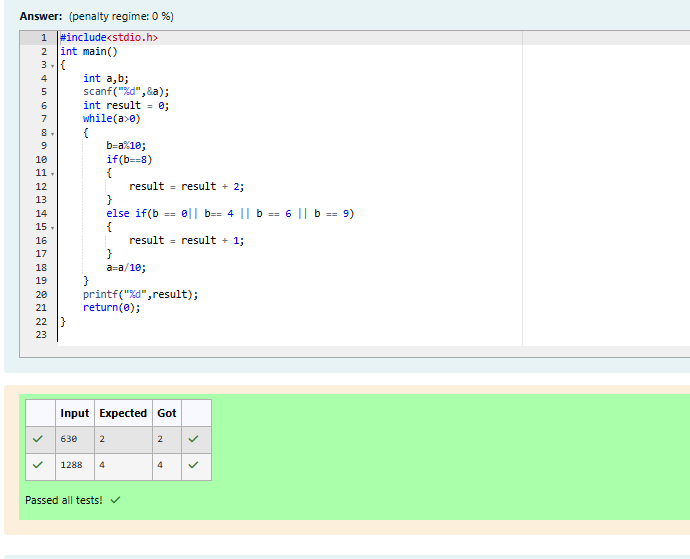 Answer: (penalty regime: 0 %)
1 #include<stdio.h>
2 int main()
3 {
4 int a,b;
5 scanf("%d",&a);
6 int result = 0;
7 while(a>0)
8 {
9 b=a%10;
10 if(b==8)
11 {
12 result = result + 2;
13 }
14 else if(b == 0|| b== 4 || b == 6 || b == 9)
15 {
16 result = result + 1;
17 }
18 a=a/10;
19 }
20 printf("%d",result);
21 return(0);
22 }
23
Input Expected Got
630 2 2
1288 4 4
Passed all tests!